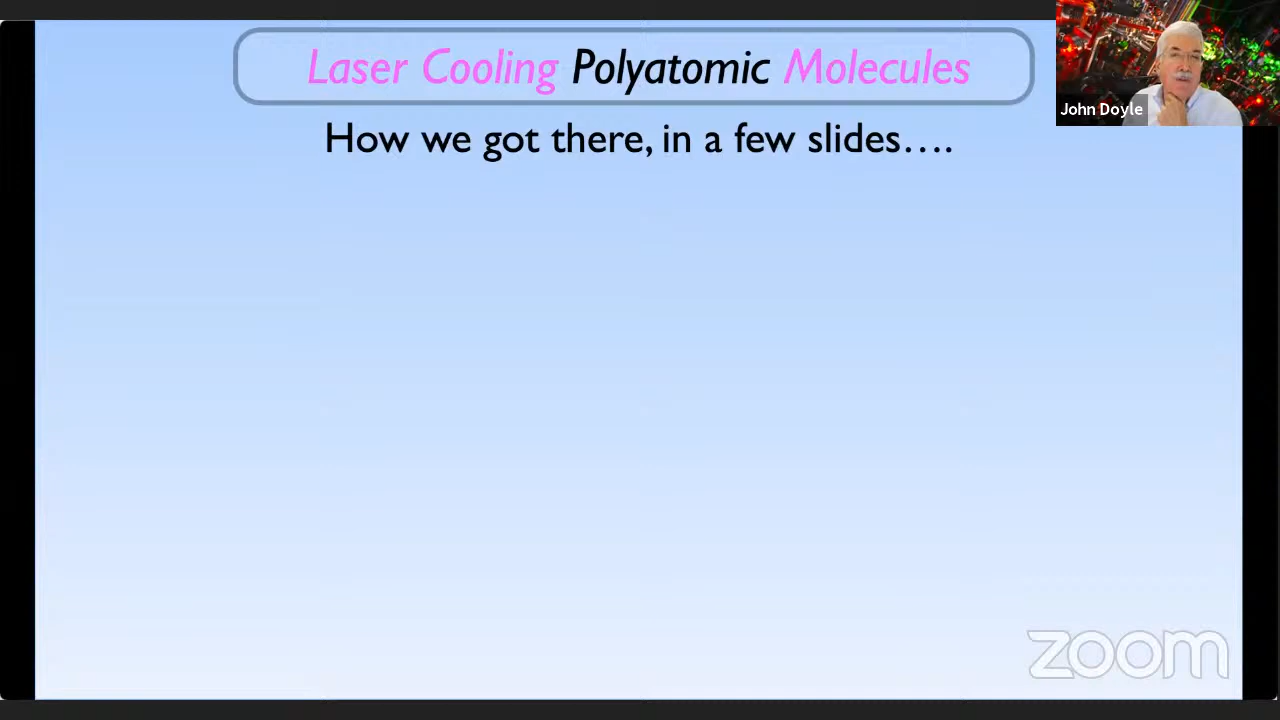 Laser Cooling Polyatomic Molecules
How we got there, in a few slides….
John Doyle
zoom